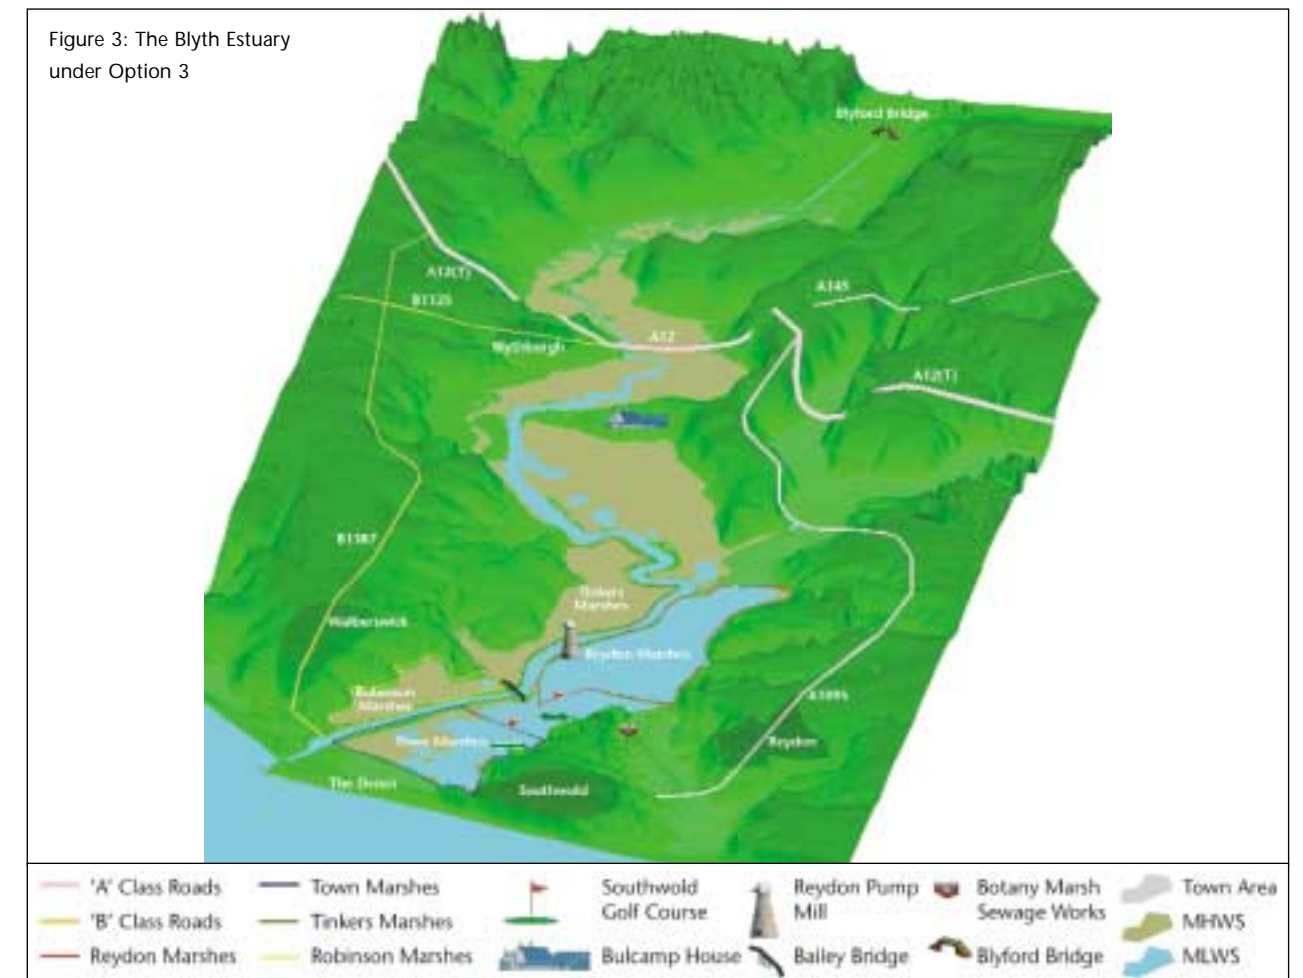 Figure 3: The Blyth Estuary
under Option 3
Blyford Bridge
A12(T)
B1125
A145
A12
Blythburgh
A12(T)
B1387
Tinkers
Marshes
Walberswick
Reydon Marshes
Robinson
Marshes
A1095
Town Marshes
Reydon
The Denes
Southwold
'A' Class Roads
'B' Class Roads
Reydon Marshes
Town Marshes
Tinkers Marshes
Robinson Marshes
Southwold
Golf Course
Bulcamp House
Reydon Pump
Mill
Bailey Bridge
Botany Marsh
Sewage Works
Blyford Bridge
Town Area
MHWS
MLWS